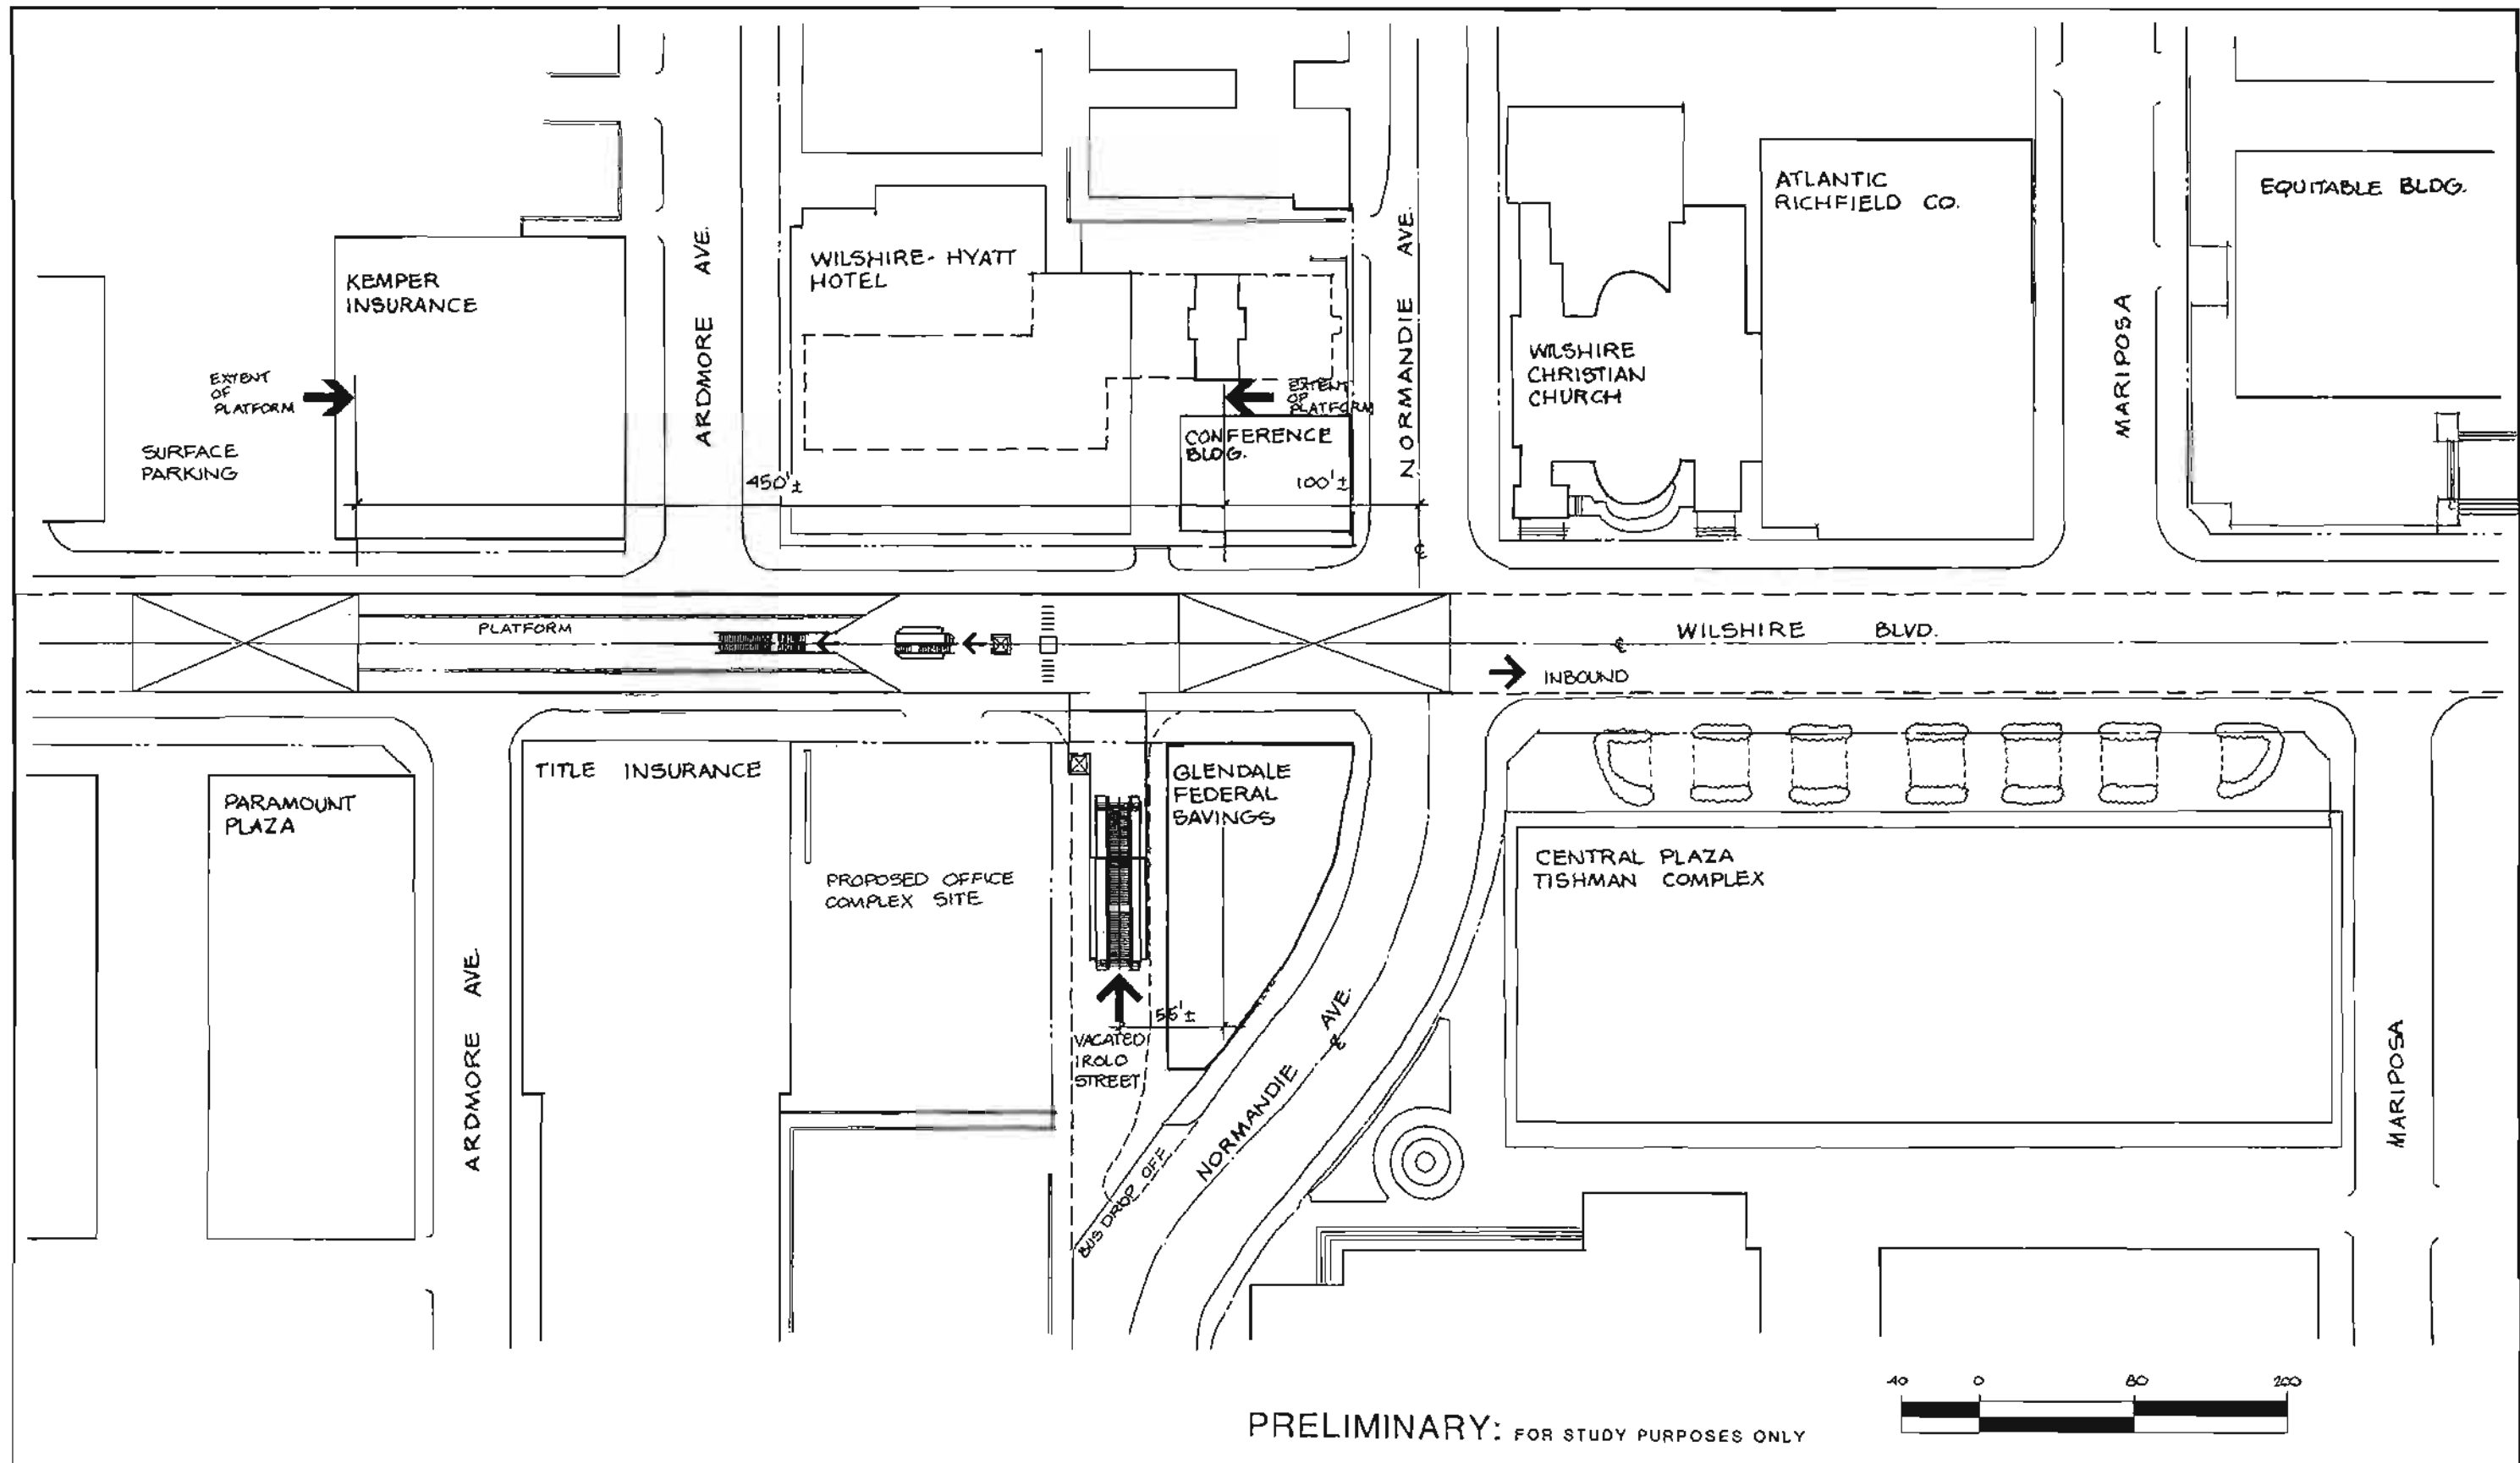 KEMPER
INSURANCE
EXTENT
OF
PLATFORM
SURFACE
PARKING
ARDMORE AVE.
450'±
WILSHIRE-HYATT
HOTEL
EXTENT
OF
PLATFORM
CONFERENCE
BLDG.
100'±
NORMANDIE AVE.
WILSHIRE
CHRISTIAN
CHURCH
ATLANTIC
RICHFIELD CO.
MARIPOSA
EQUITABLE BLDG.
PLATFORM
WILSHIRE BLVD.
INBOUND
PARAMOUNT
PLAZA
ARDMORE AVE.
TITLE INSURANCE
PROPOSED OFFICE
COMPLEX SITE
GLENDALE
FEDERAL
SAVINGS
55'±
VACATED
IROLO
STREET
BUS DROP OFF
NORMANDIE AVE.
CENTRAL PLAZA
TISHMAN COMPLEX
MARIPOSA
40 0 80 200
PRELIMINARY: FOR STUDY PURPOSES ONLY